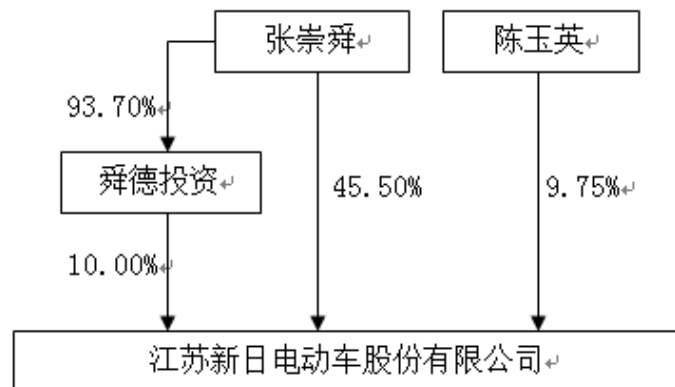 张崇舜
陈玉英
93.70%
舜德投资
45.50%
9.75%
10.00%
江苏新日电动车股份有限公司